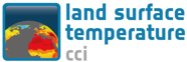 land surface
temperature
cci